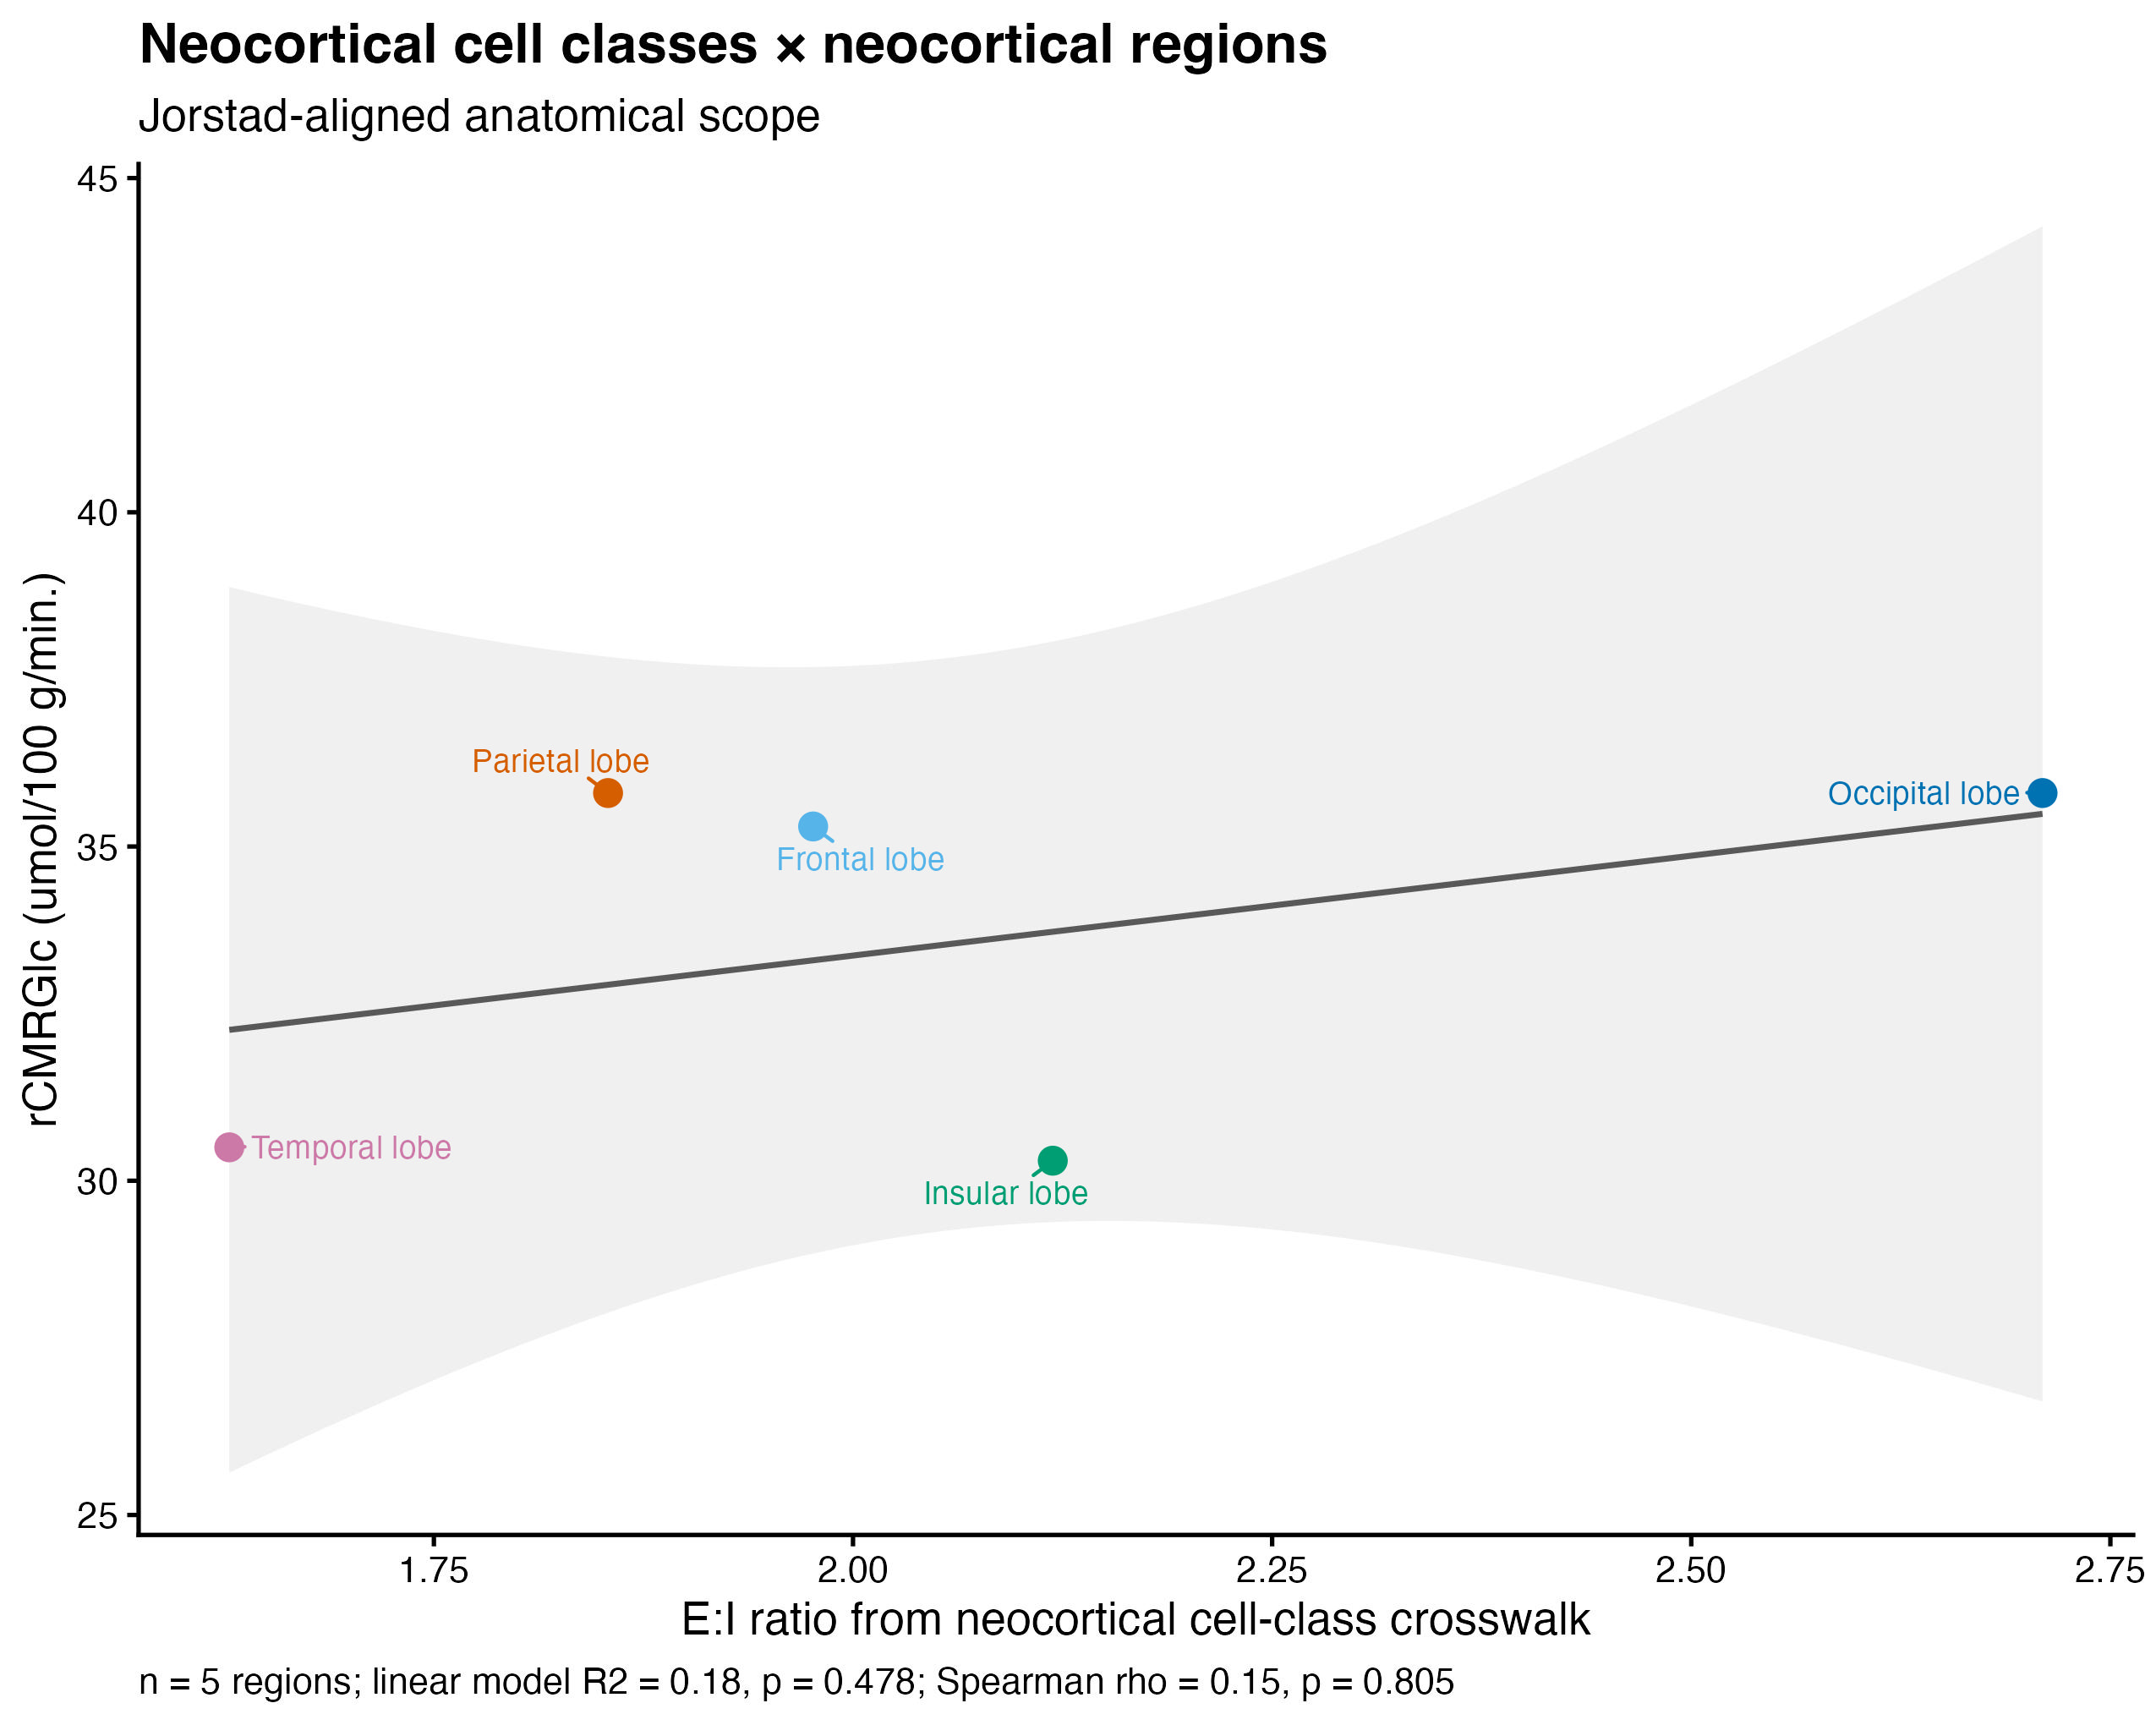 Neocortical cell classes × neocortical regions
Jorstad-aligned anatomical scope
rCMRGlc (umol/100 g/min.)
45
40
35
30
25
Parietal lobe
Occipital lobe
Frontal lobe
Temporal lobe
Insular lobe
1.75
2.00
2.25
2.50
2.75
E:I ratio from neocortical cell-class crosswalk
n = 5 regions; linear model R2 = 0.18, p = 0.478; Spearman rho = 0.15, p = 0.805